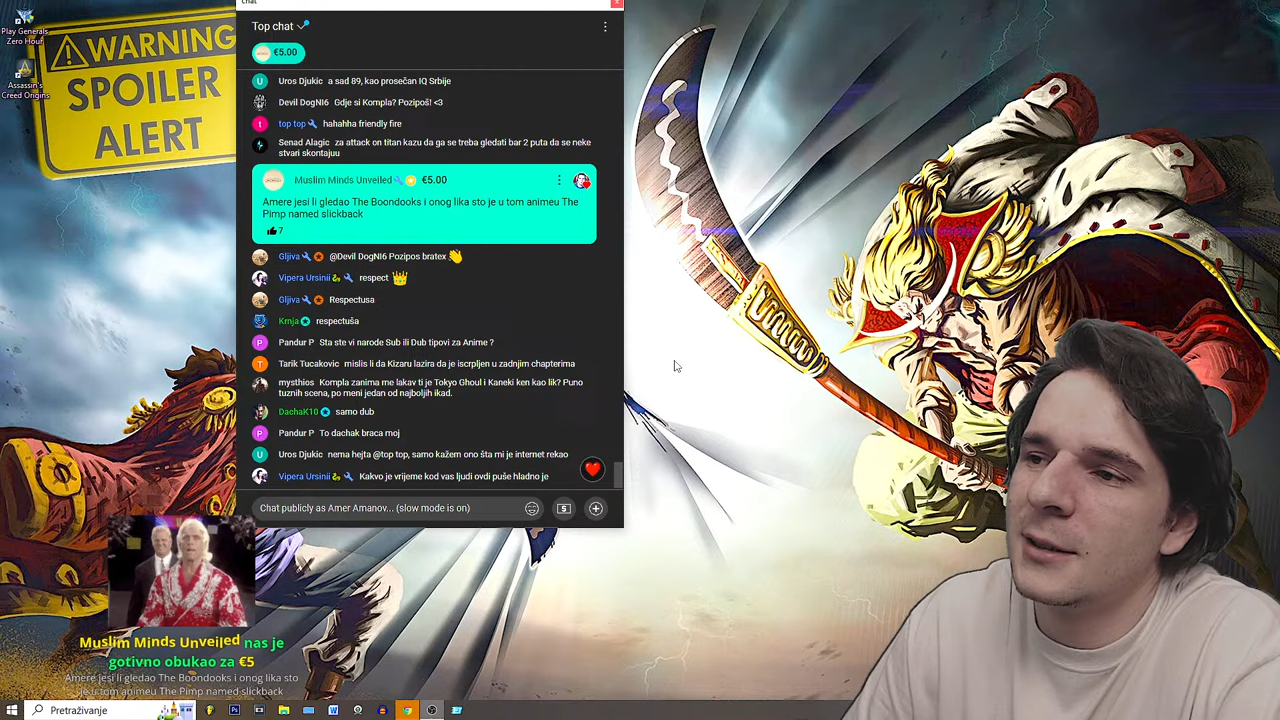 Chat
Play Generals
Zero Hour
Assassin's
Creed Origins
WARNING
SPOILER
ALERT
Top chat
€5.00
U Uros Djukic a sad 89, kao prosečan IQ Srbije
Devil DogNI6 Gdje si Kompla? Pozipoš! <3
t top top hahahha friendly fire
Senad Alagic za attack on titan kazu da ga se treba gledati bar 2 puta da se neke
stvari skontajuu
Muslim Minds Unveiled €5.00
Amere jesi li gledao The Boondooks i onog lika sto je u tom animeu The
Pimp named slickback
7
Gljiva @Devil DogNI6 Pozipos bratex
Vipera Ursinii respect
Gljiva Respectusa
Krnja respectuša
P Pandur P Sta ste vi narode Sub ili Dub tipovi za Anime ?
T Tarik Tucakovic mislis li da Kizaru lazira da je iscrpljen u zadnjim chapterima
mysthios Kompla zanima me lakav ti je Tokyo Ghoul i Kaneki ken kao lik? Puno
tuznih scena, po meni jedan od najboljih ikad.
DachaK10 samo dub
P Pandur P To dachak braca moj
U Uros Djukic nema hejta @top top, samo kažem ono šta mi je internet rekao
Vipera Ursinii Kakvo je vrijeme kod vas ljudi ovdi puše hladno je
Chat publicly as Amer Amanov... (slow mode is on)
Muslim Minds Unveiled nas je
gotivno obukao za €5
Amere jesi li gledao The Boondooks i onog lika sto
je u tom animeu The Pimp named slickback
Pretraživanje